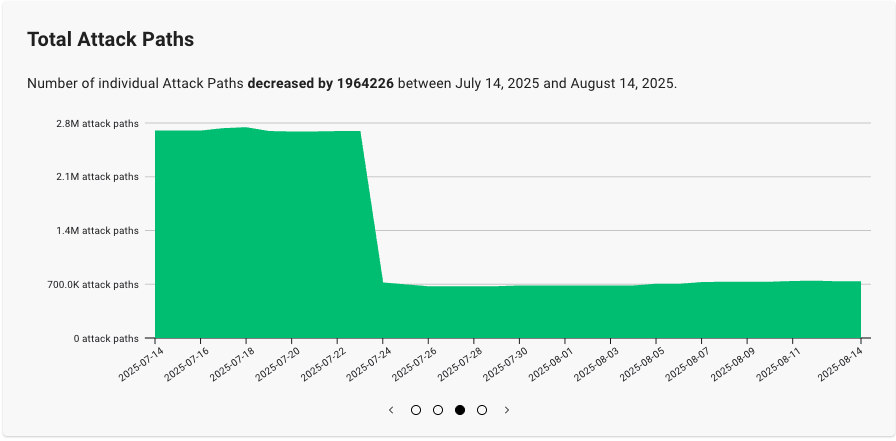 Total Attack Paths
Number of individual Attack Paths decreased by 1964226 between July 14, 2025 and August 14, 2025.
2.8M attack paths
2.1M attack paths
1.4M attack paths
700.0K attack paths
0 attack paths
2025-07-14
2025-07-16
2025-07-18
2025-07-20
2025-07-22
2025-07-24
2025-07-26
2025-07-28
2025-07-30
2025-08-01
2025-08-03
2025-08-05
2025-08-07
2025-08-09
2025-08-11
2025-08-14